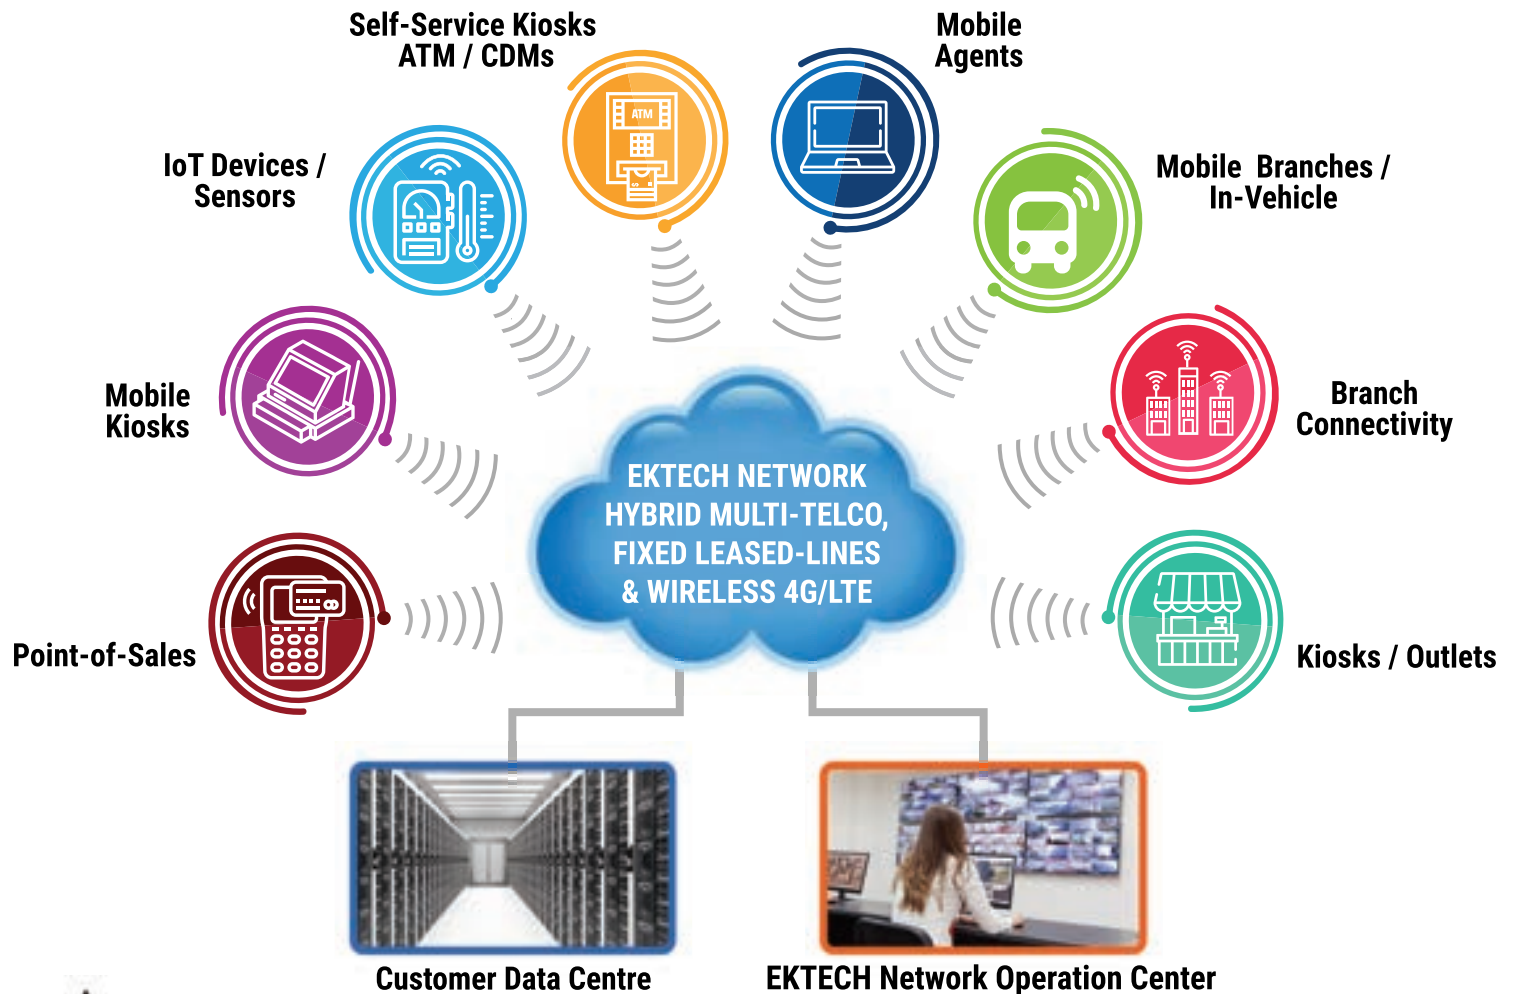 Self-Service Kiosks
ATM / CDMs
Mobile
Agents
ATM
IoT Devices /
Sensors
Mobile Branches /
In-Vehicle
Mobile
Kiosks
Branch
Connectivity
EKTECH NETWORK
HYBRID MULTI-TELCO,
FIXED LEASED-LINES
& WIRELESS 4G/LTE
Point-of-Sales
Kiosks / Outlets
Customer Data Centre
EKTECH Network Operation Center